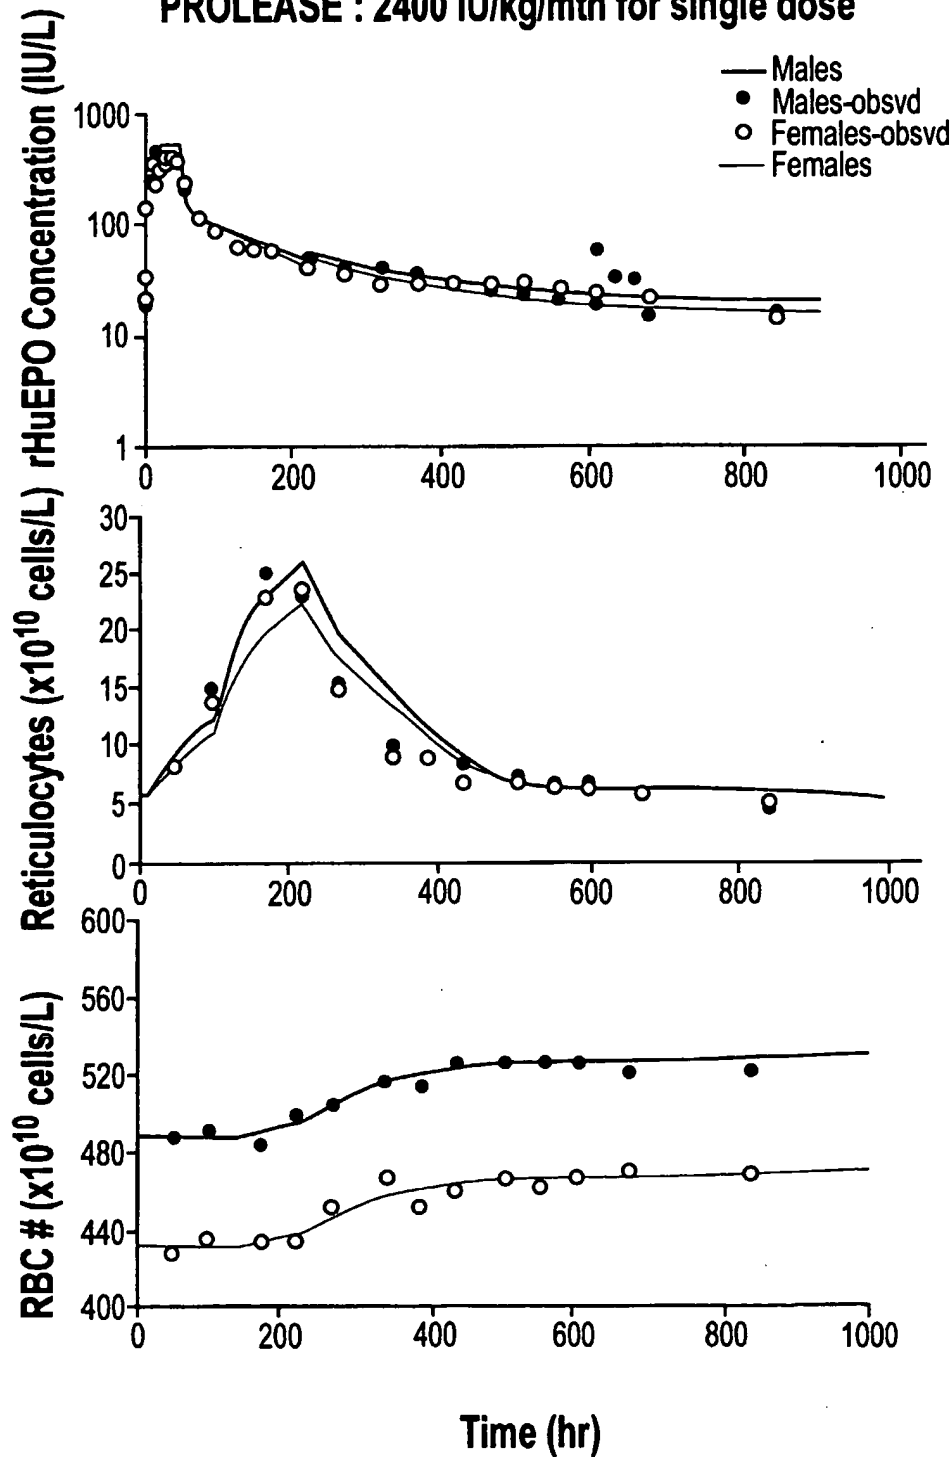 PROLEASE : 2400 IU/kg/mth for single dose
Males
Males-obsvd
Females-obsvd
Females
rHuEPO Concentration (IU/L)
1000
100
10
1
0 200 400 600 800 1000
Reticulocytes (x10¹⁰ cells/L)
30
25
20
15
10
5
0
0 200 400 600 800 1000
RBC # (x10¹⁰ cells/L)
600
560
520
480
440
400
0 200 400 600 800 1000
Time (hr)